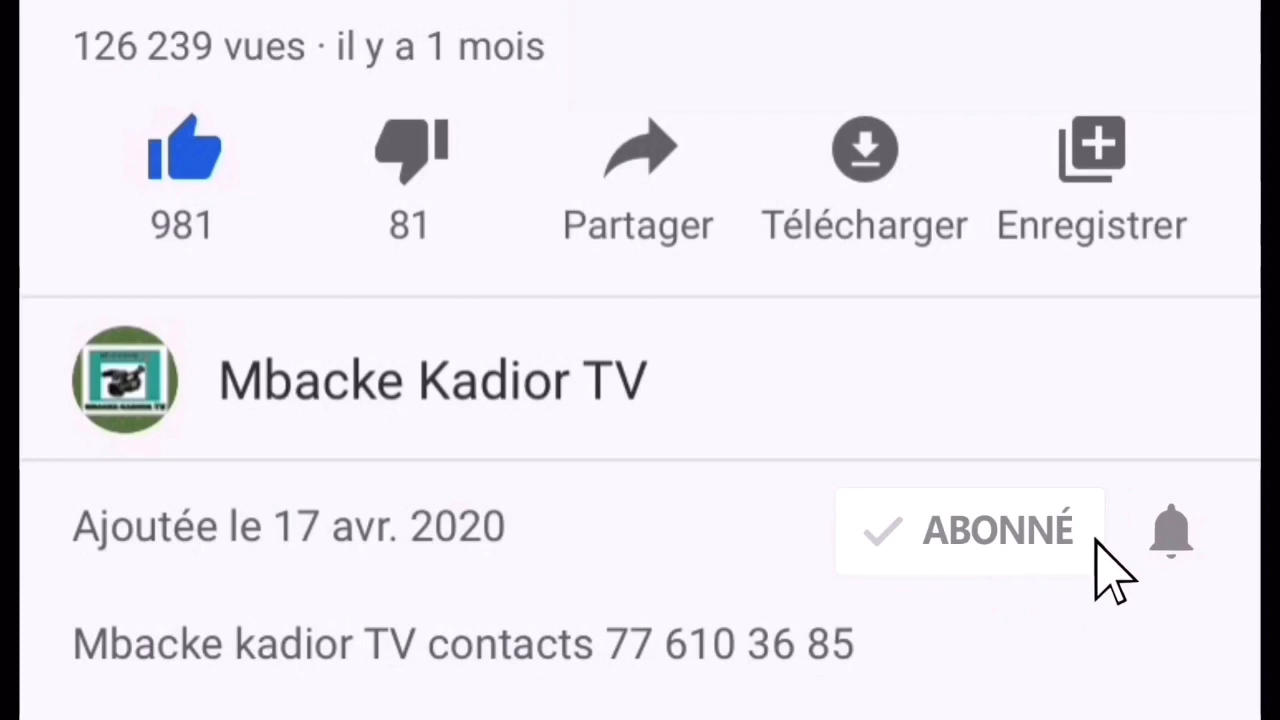 126 239 vues · il y a 1 mois
981 81 Partager Télécharger Enregistrer
Mbacke Kadior TV
Ajoutée le 17 avr. 2020
ABONNÉ
Mbacke kadior TV contacts 77 610 36 85